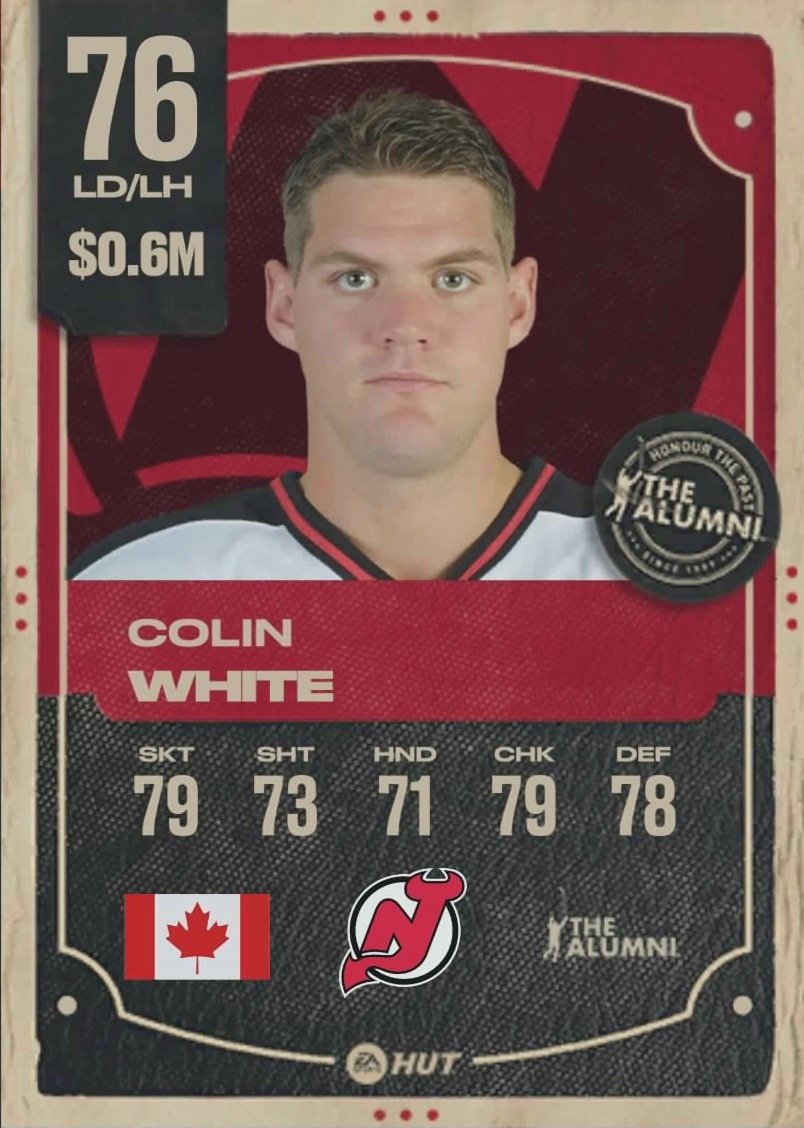 76
LD/LH
$0.6M
HONOUR THE PAST
THE
ALUMNI
COLIN
WHITE
SKT SHT HND CHK DEF
79 73 71 79 78
THE
ALUMNI
EA
HUT